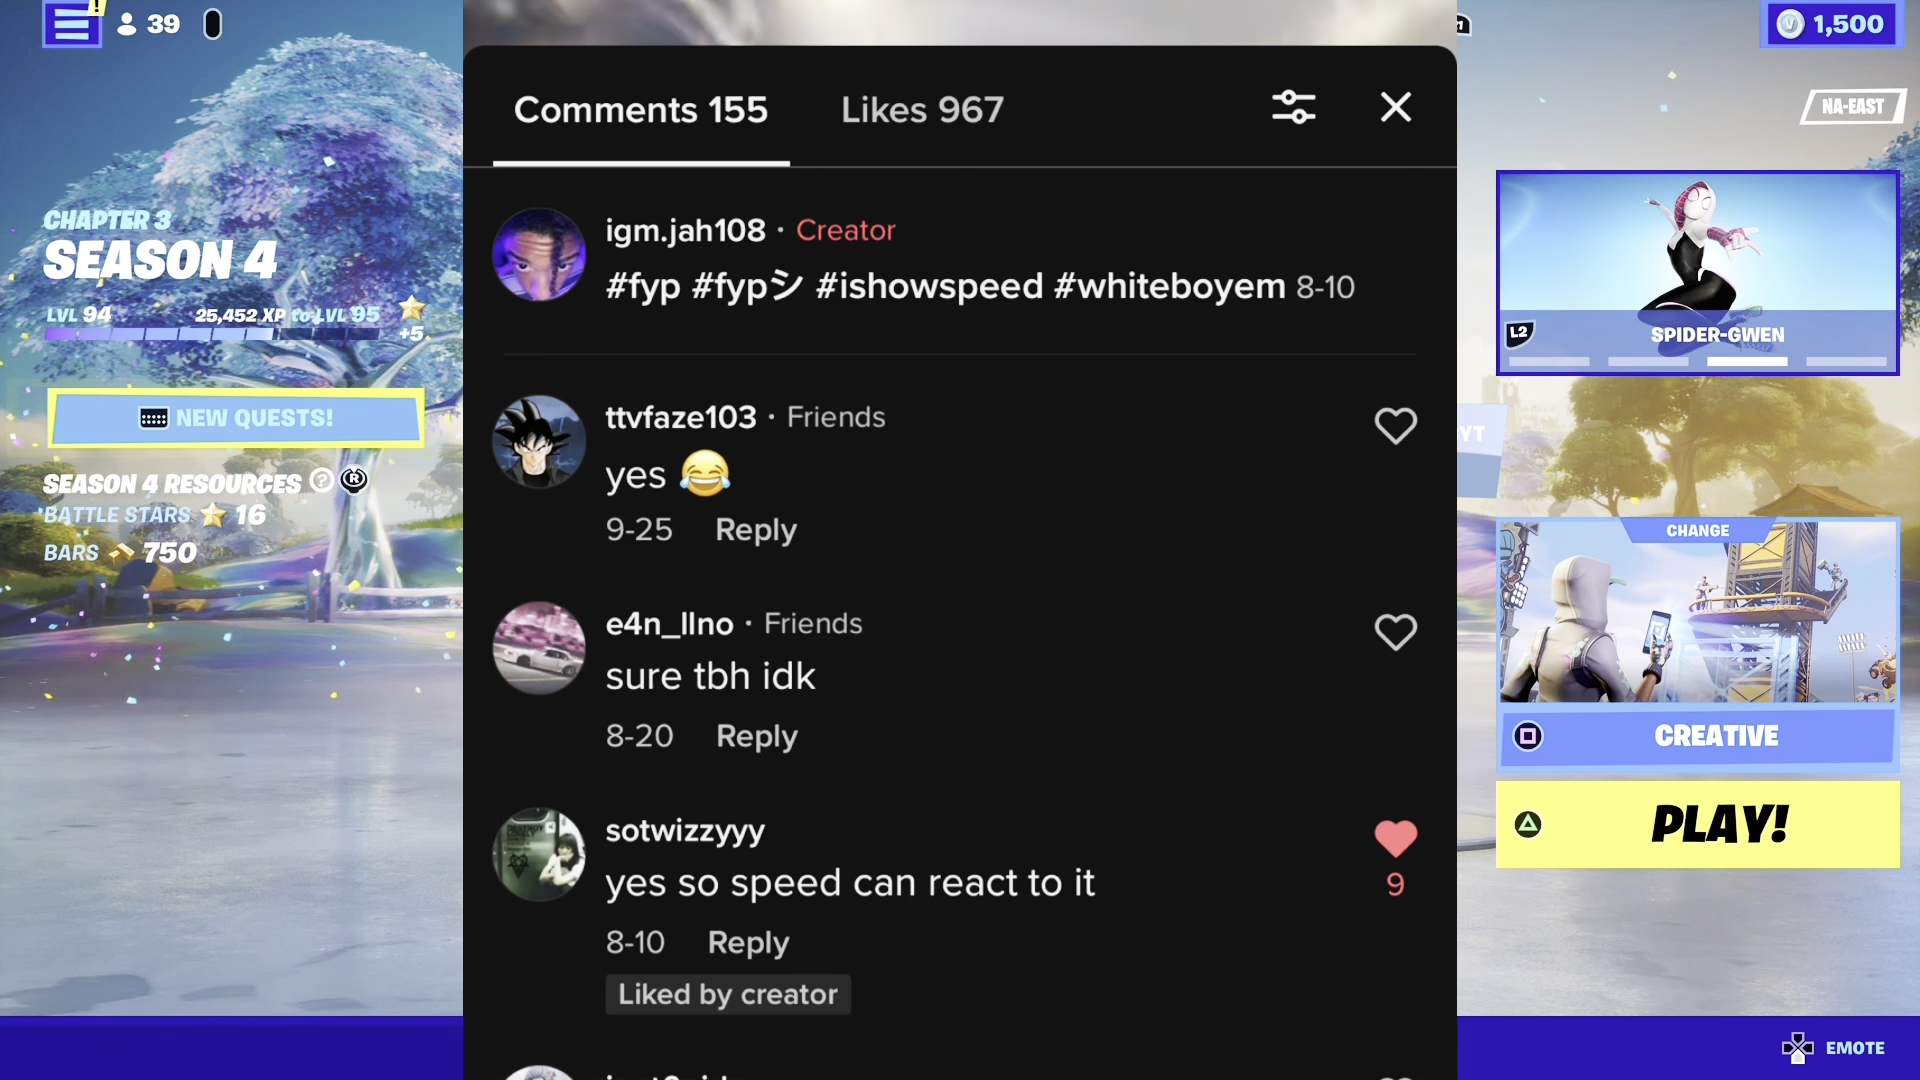 39
1,500
NA-EAST
CHAPTER 3
SEASON 4
LVL 94
25,452 XP to LVL 95
+5
NEW QUESTS!
SEASON 4 RESOURCES ? R
BATTLE STARS 16
BARS 750
Comments 155
Likes 967
igm.jah108 · Creator
#fyp #fypシ #ishowspeed #whiteboyem 8-10
ttvfaze103 · Friends
yes 😂
9-25 Reply
e4n_llno · Friends
sure tbh idk
8-20 Reply
sotwizzyyy
yes so speed can react to it
9
8-10 Reply
Liked by creator
L2
SPIDER-GWEN
YT
CHANGE
CREATIVE
PLAY!
EMOTE